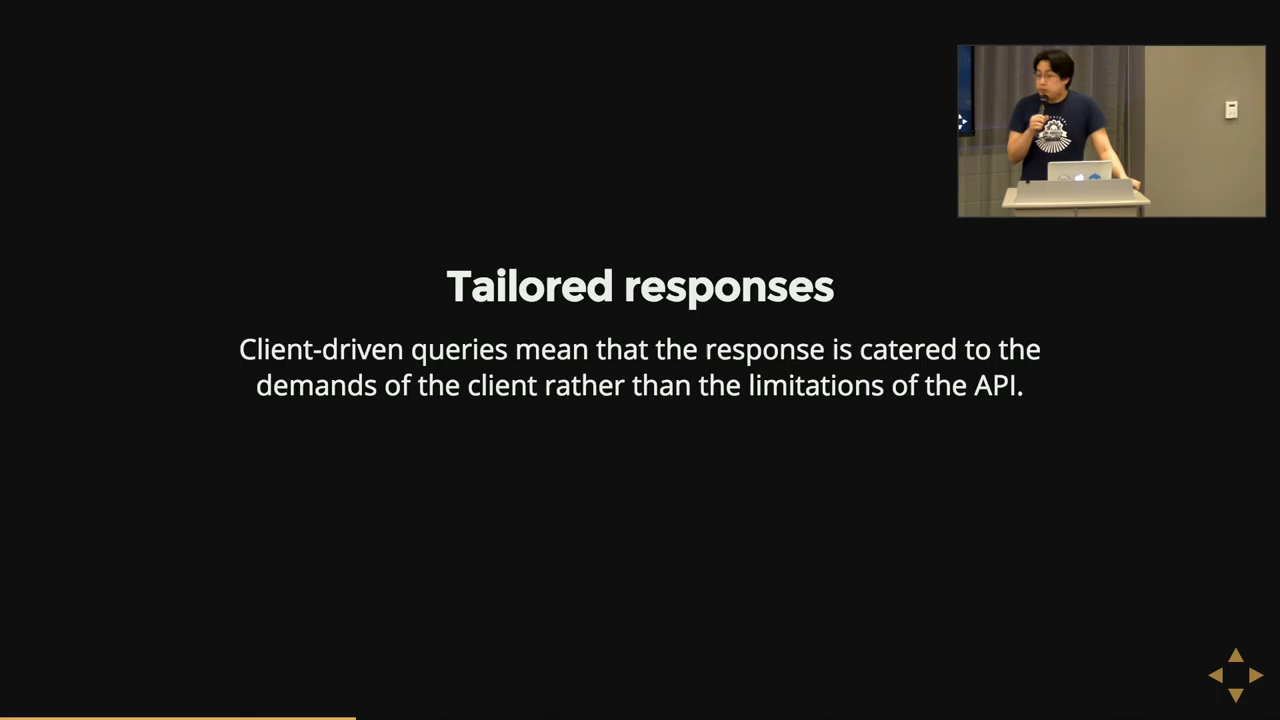 Tailored responses
Client-driven queries mean that the response is catered to the
demands of the client rather than the limitations of the API.